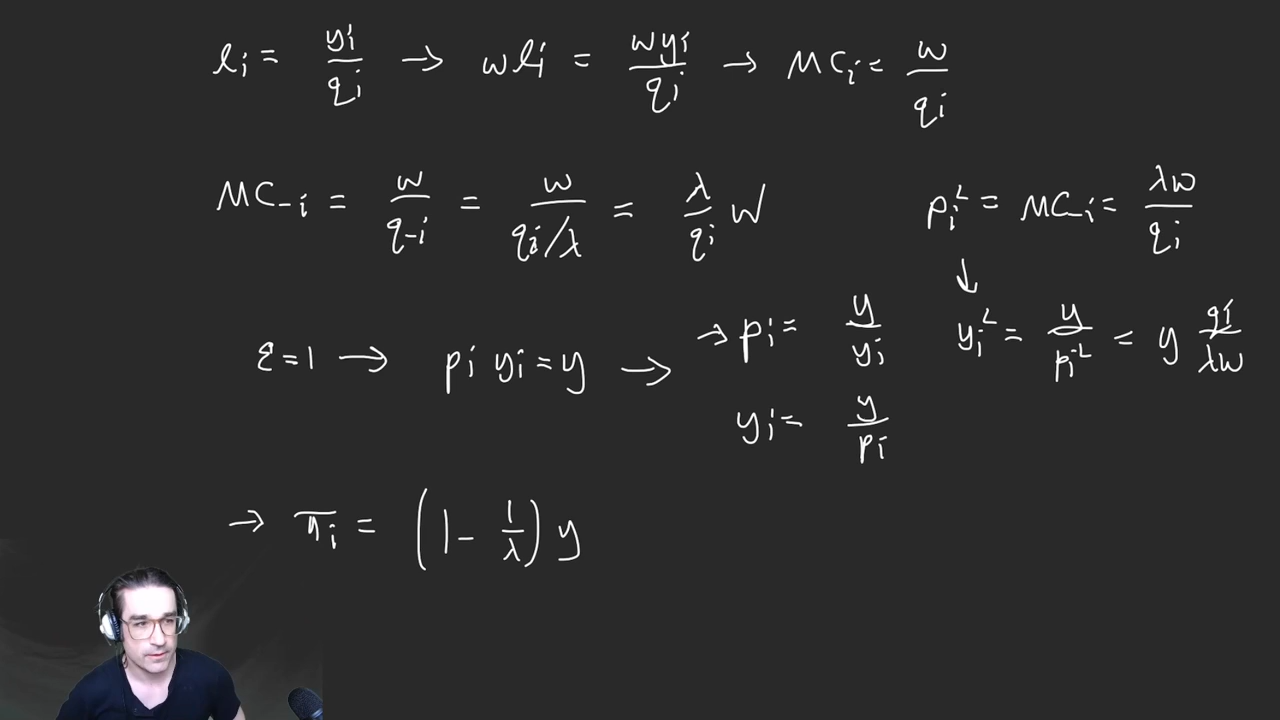 ℓᵢ = yᵢ/qᵢ → wℓᵢ = wyᵢ/qᵢ → MCᵢ = w/qᵢ
MC₋ᵢ = w/q₋ᵢ = w/(qᵢ/λ) = (λ/qᵢ) w
pᵢᴸ = MC₋ᵢ = λw/qᵢ
↓
yᵢᴸ = y/pᵢᴸ = y qᵢ/λw
ε=1 → pᵢ yᵢ = y → → pᵢ = y/yᵢ
yᵢ = y/pᵢ
→ πᵢ = (1 - 1/λ) y